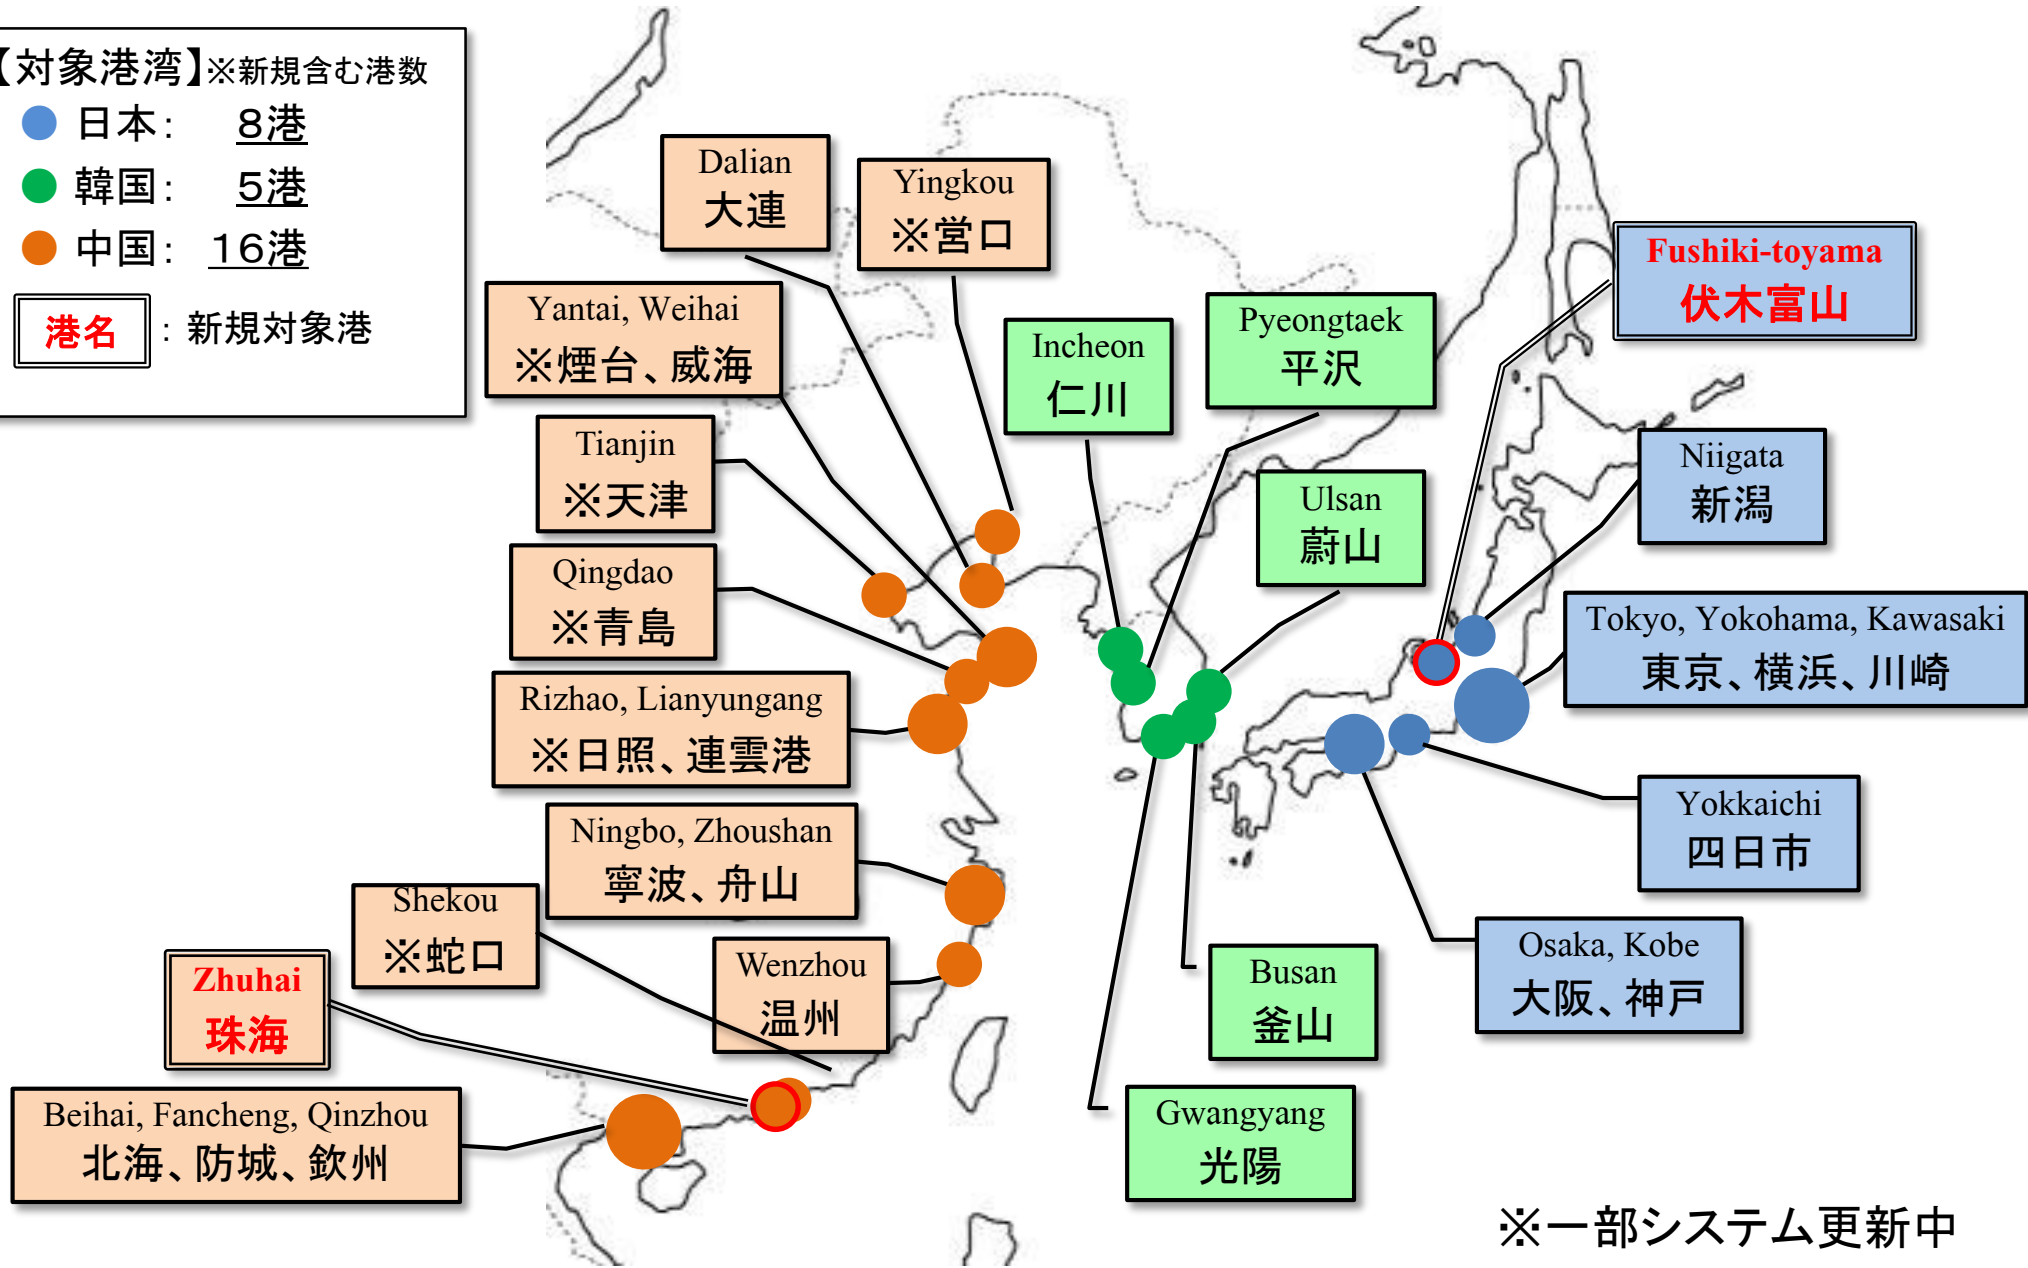 【対象港湾】※新規含む港数
日本： 8港
韓国： 5港
中国： 16港
港名 ：新規対象港
Dalian
大連
Yingkou
※営口
Yantai, Weihai
※煙台、威海
Tianjin
※天津
Qingdao
※青島
Rizhao, Lianyungang
※日照、連雲港
Ningbo, Zhoushan
寧波、舟山
Shekou
※蛇口
Wenzhou
温州
Zhuhai
珠海
Beihai, Fancheng, Qinzhou
北海、防城、欽州
Incheon
仁川
Pyeongtaek
平沢
Ulsan
蔚山
Busan
釜山
Gwangyang
光陽
Fushiki-toyama
伏木富山
Niigata
新潟
Tokyo, Yokohama, Kawasaki
東京、横浜、川崎
Yokkaichi
四日市
Osaka, Kobe
大阪、神戸
※一部システム更新中